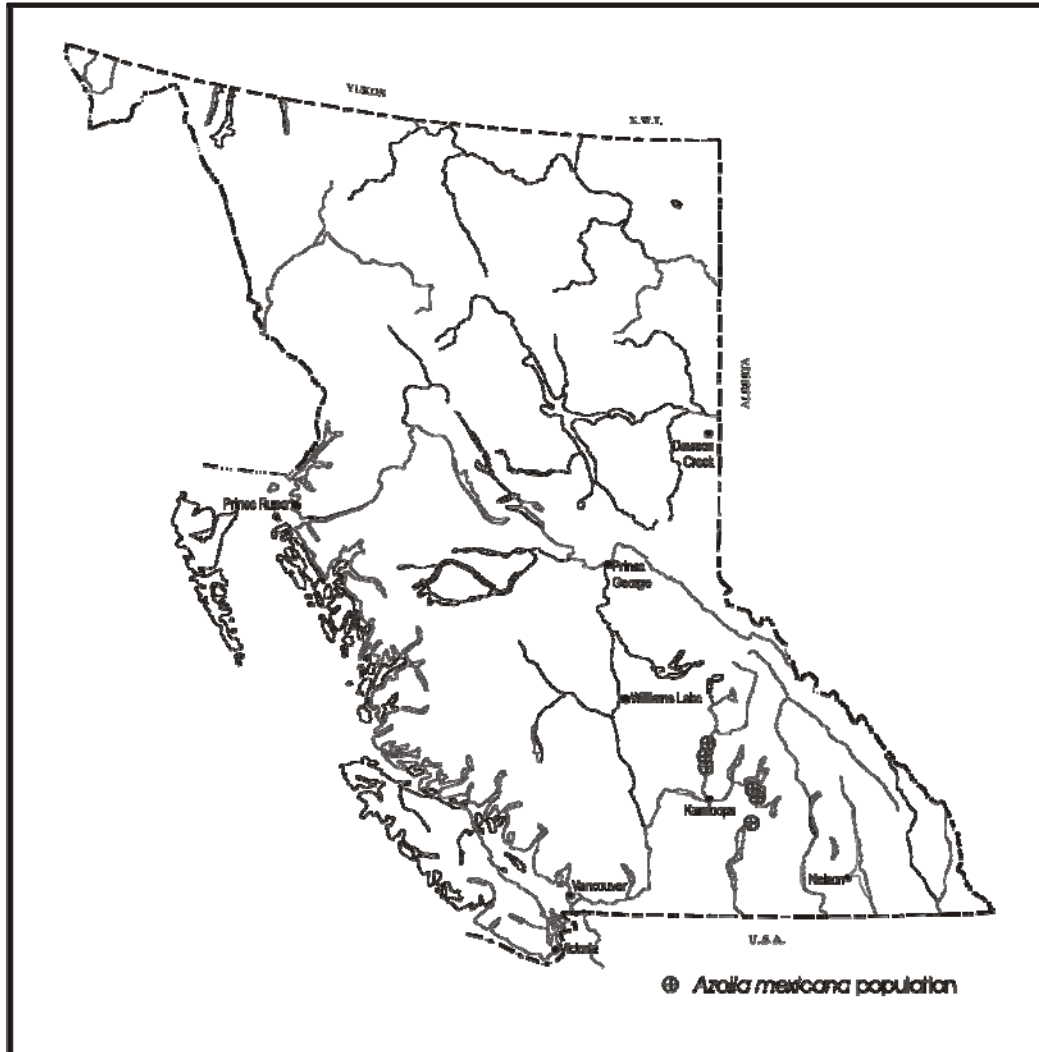 YUKON
N.W.T.
ALBERTA
Dawson
Creek
Prince Rupert
Prince
George
Williams Lake
Kamloops
Nelson
Vancouver
Victoria
U.S.A.
Azolla mexicana population